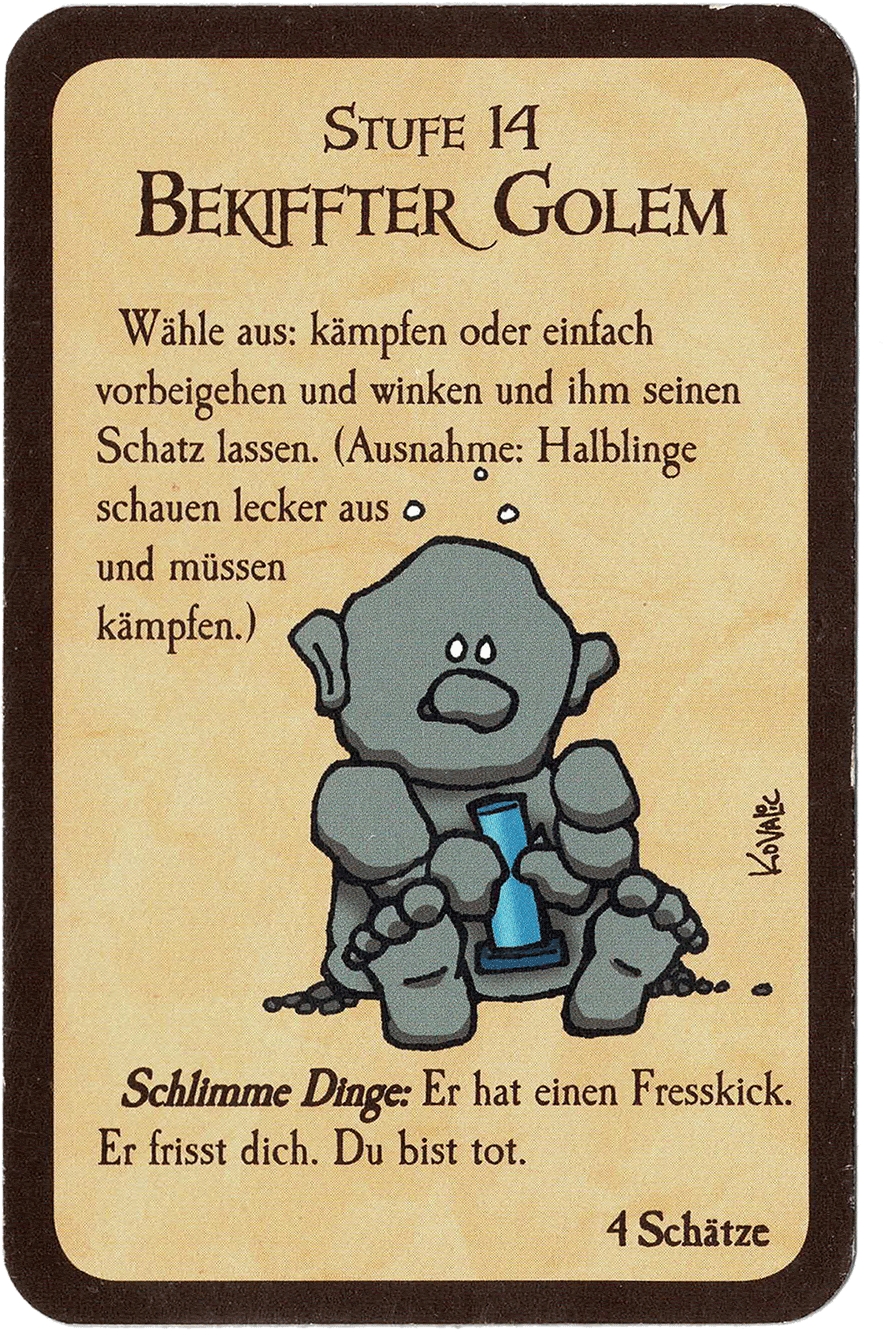 Stufe 14
Bekiffter Golem
Wähle aus: kämpfen oder einfach
vorbeigehen und winken und ihm seinen
Schatz lassen. (Ausnahme: Halblinge
schauen lecker aus
und müssen
kämpfen.)
Kovalic
Schlimme Dinge: Er hat einen Fresskick.
Er frisst dich. Du bist tot.
4 Schätze